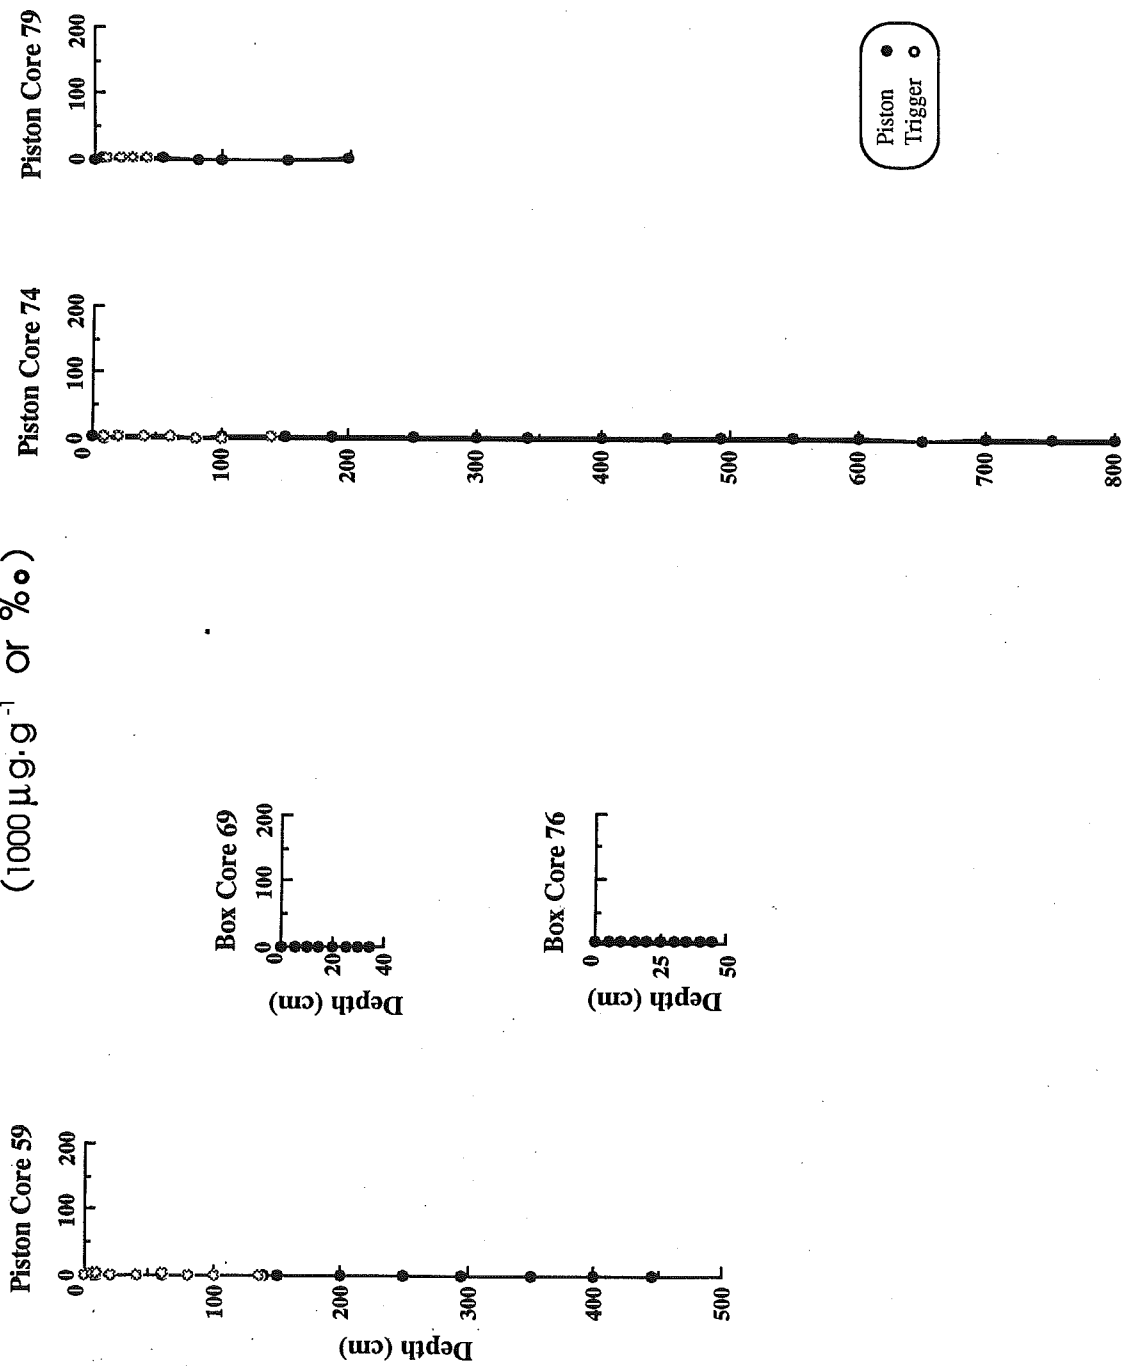 (1000 µg·g⁻¹ or ‰)
Piston Core 59
0 100 200
0
100
200
300
400
500
Depth (cm)
Box Core 69
0 100 200
0
20
40
Depth (cm)
Box Core 76
0
25
50
Depth (cm)
Piston Core 74
0 100 200
0
100
200
300
400
500
600
700
800
Piston Core 79
0 100 200
Piston
Trigger